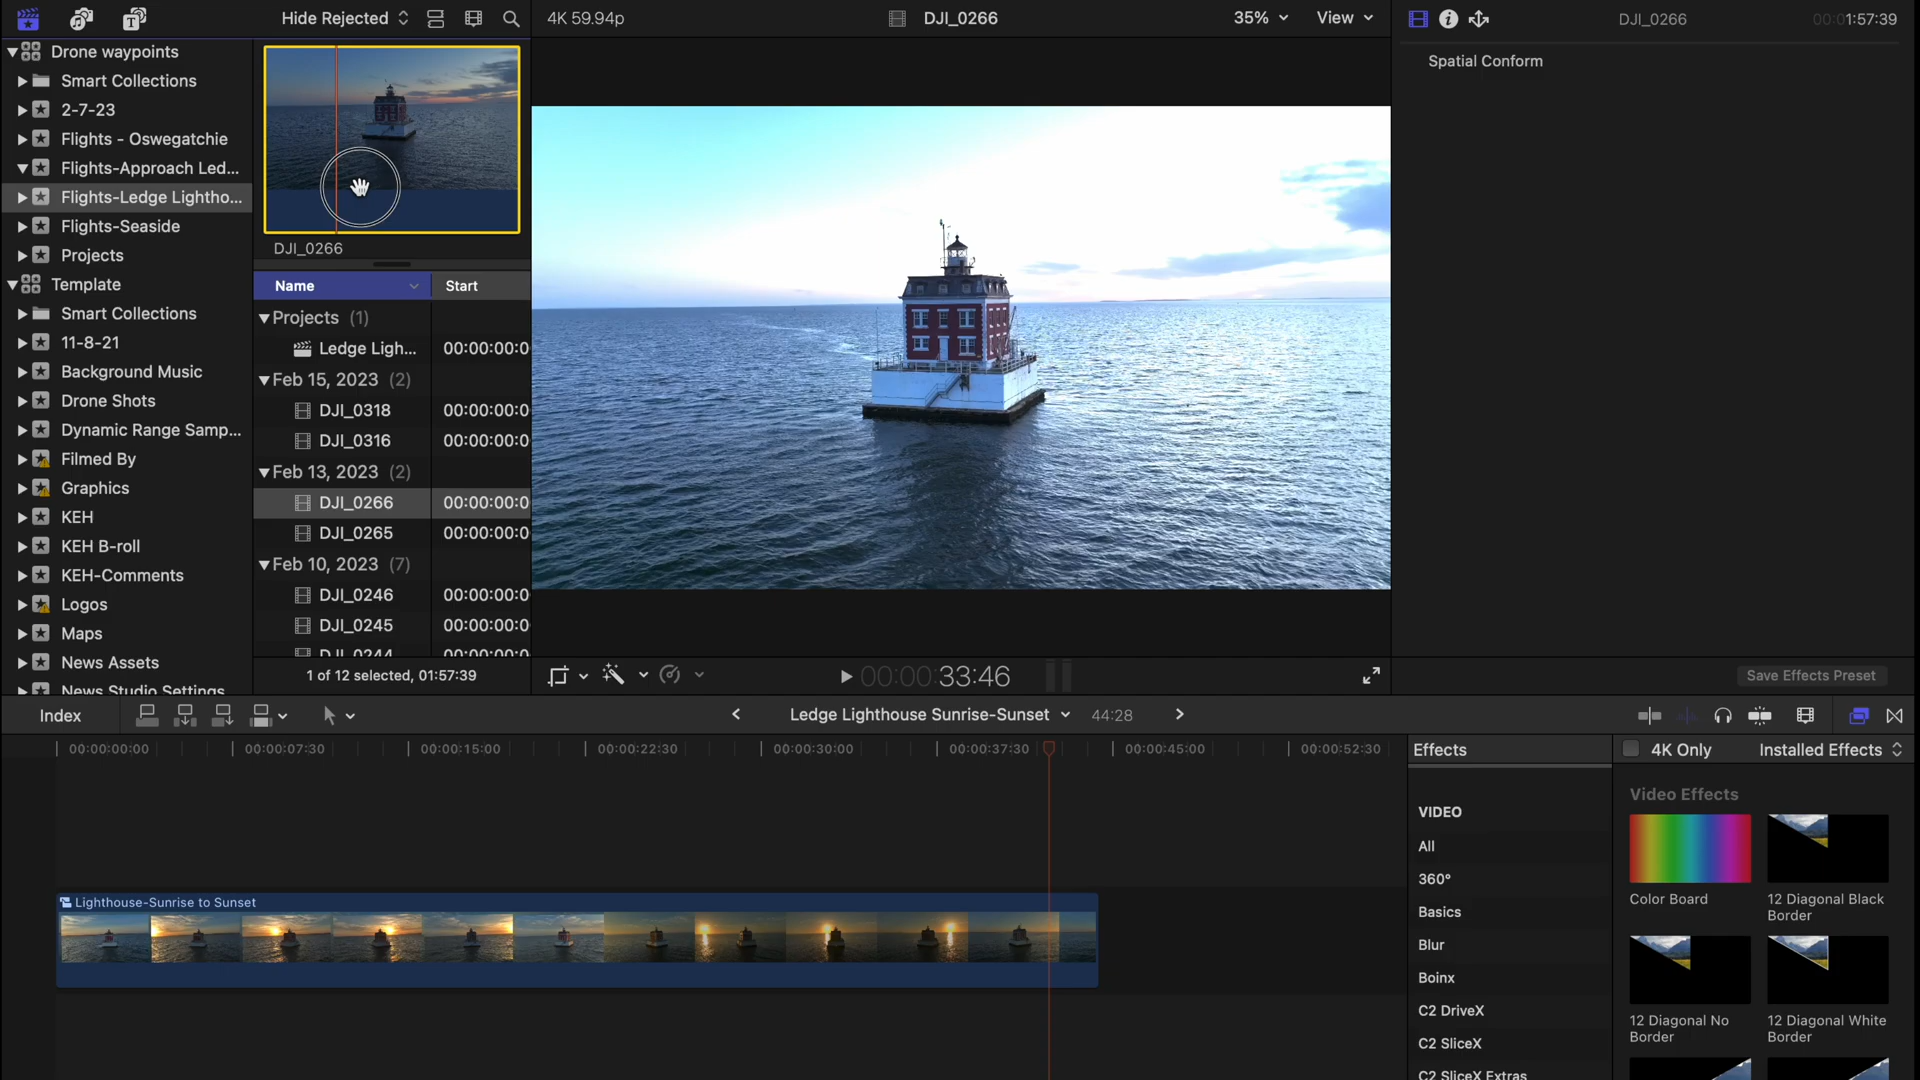 Hide Rejected
4K 59.94p
DJI_0266
35%
View
DJI_0266
00:01:57:39
Spatial Conform
Drone waypoints
Smart Collections
2-7-23
Flights - Oswegatchie
Flights-Approach Led...
Flights-Ledge Lightho...
Flights-Seaside
Projects
Template
Smart Collections
11-8-21
Background Music
Drone Shots
Dynamic Range Samp...
Filmed By
Graphics
KEH
KEH B-roll
KEH-Comments
Logos
Maps
News Assets
News Studio Settings
DJI_0266
Name
Start
Projects (1)
Ledge Ligh...
00:00:00:0
Feb 15, 2023 (2)
DJI_0318
00:00:00:0
DJI_0316
00:00:00:0
Feb 13, 2023 (2)
DJI_0266
00:00:00:0
DJI_0265
00:00:00:0
Feb 10, 2023 (7)
DJI_0246
00:00:00:0
DJI_0245
00:00:00:0
DJI_0244
00:00:00:0
1 of 12 selected, 01:57:39
00:00:33:46
Save Effects Preset
Index
Ledge Lighthouse Sunrise-Sunset
44:28
00:00:00:00
00:00:07:30
00:00:15:00
00:00:22:30
00:00:30:00
00:00:37:30
00:00:45:00
00:00:52:30
Lighthouse-Sunrise to Sunset
Effects
4K Only
Installed Effects
VIDEO
All
360°
Basics
Blur
Boinx
C2 DriveX
C2 SliceX
C2 SliceX Extras
Video Effects
Color Board
12 Diagonal Black
Border
12 Diagonal No
Border
12 Diagonal White
Border